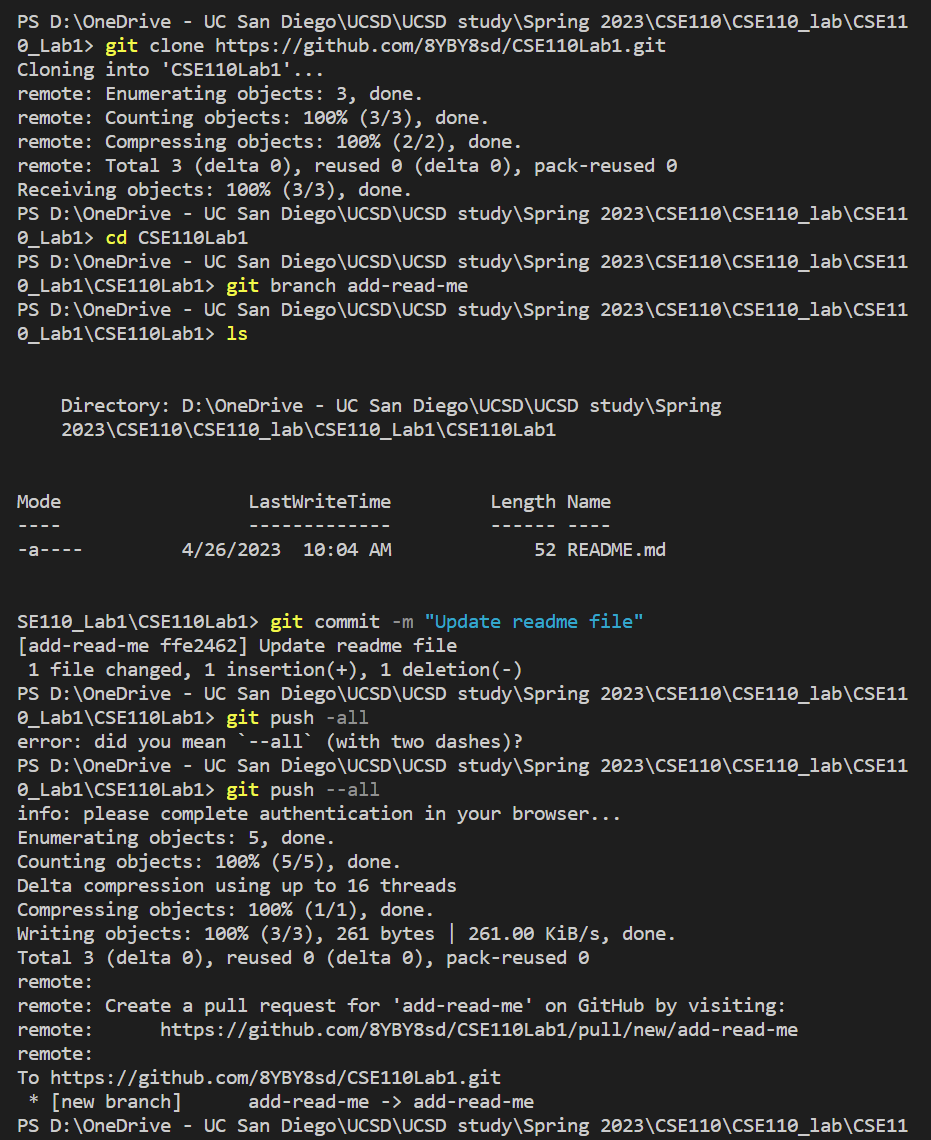 PS D:\OneDrive - UC San Diego\UCSD\UCSD study\Spring 2023\CSE110\CSE110_lab\CSE11
0_Lab1> git clone https://github.com/8YBY8sd/CSE110Lab1.git
Cloning into 'CSE110Lab1'...
remote: Enumerating objects: 3, done.
remote: Counting objects: 100% (3/3), done.
remote: Compressing objects: 100% (2/2), done.
remote: Total 3 (delta 0), reused 0 (delta 0), pack-reused 0
Receiving objects: 100% (3/3), done.
PS D:\OneDrive - UC San Diego\UCSD\UCSD study\Spring 2023\CSE110\CSE110_lab\CSE11
0_Lab1> cd CSE110Lab1
PS D:\OneDrive - UC San Diego\UCSD\UCSD study\Spring 2023\CSE110\CSE110_lab\CSE11
0_Lab1\CSE110Lab1> git branch add-read-me
PS D:\OneDrive - UC San Diego\UCSD\UCSD study\Spring 2023\CSE110\CSE110_lab\CSE11
0_Lab1\CSE110Lab1> ls
    Directory: D:\OneDrive - UC San Diego\UCSD\UCSD study\Spring
    2023\CSE110\CSE110_lab\CSE110_Lab1\CSE110Lab1
Mode                 LastWriteTime         Length Name
----                 -------------         ------ ----
-a----         4/26/2023  10:04 AM             52 README.md
SE110_Lab1\CSE110Lab1> git commit -m "Update readme file"
[add-read-me ffe2462] Update readme file
 1 file changed, 1 insertion(+), 1 deletion(-)
PS D:\OneDrive - UC San Diego\UCSD\UCSD study\Spring 2023\CSE110\CSE110_lab\CSE11
0_Lab1\CSE110Lab1> git push -all
error: did you mean `--all` (with two dashes)?
PS D:\OneDrive - UC San Diego\UCSD\UCSD study\Spring 2023\CSE110\CSE110_lab\CSE11
0_Lab1\CSE110Lab1> git push --all
info: please complete authentication in your browser...
Enumerating objects: 5, done.
Counting objects: 100% (5/5), done.
Delta compression using up to 16 threads
Compressing objects: 100% (1/1), done.
Writing objects: 100% (3/3), 261 bytes | 261.00 KiB/s, done.
Total 3 (delta 0), reused 0 (delta 0), pack-reused 0
remote:
remote: Create a pull request for 'add-read-me' on GitHub by visiting:
remote:      https://github.com/8YBY8sd/CSE110Lab1/pull/new/add-read-me
remote:
To https://github.com/8YBY8sd/CSE110Lab1.git
 * [new branch]      add-read-me -> add-read-me
PS D:\OneDrive - UC San Diego\UCSD\UCSD study\Spring 2023\CSE110\CSE110_lab\CSE11